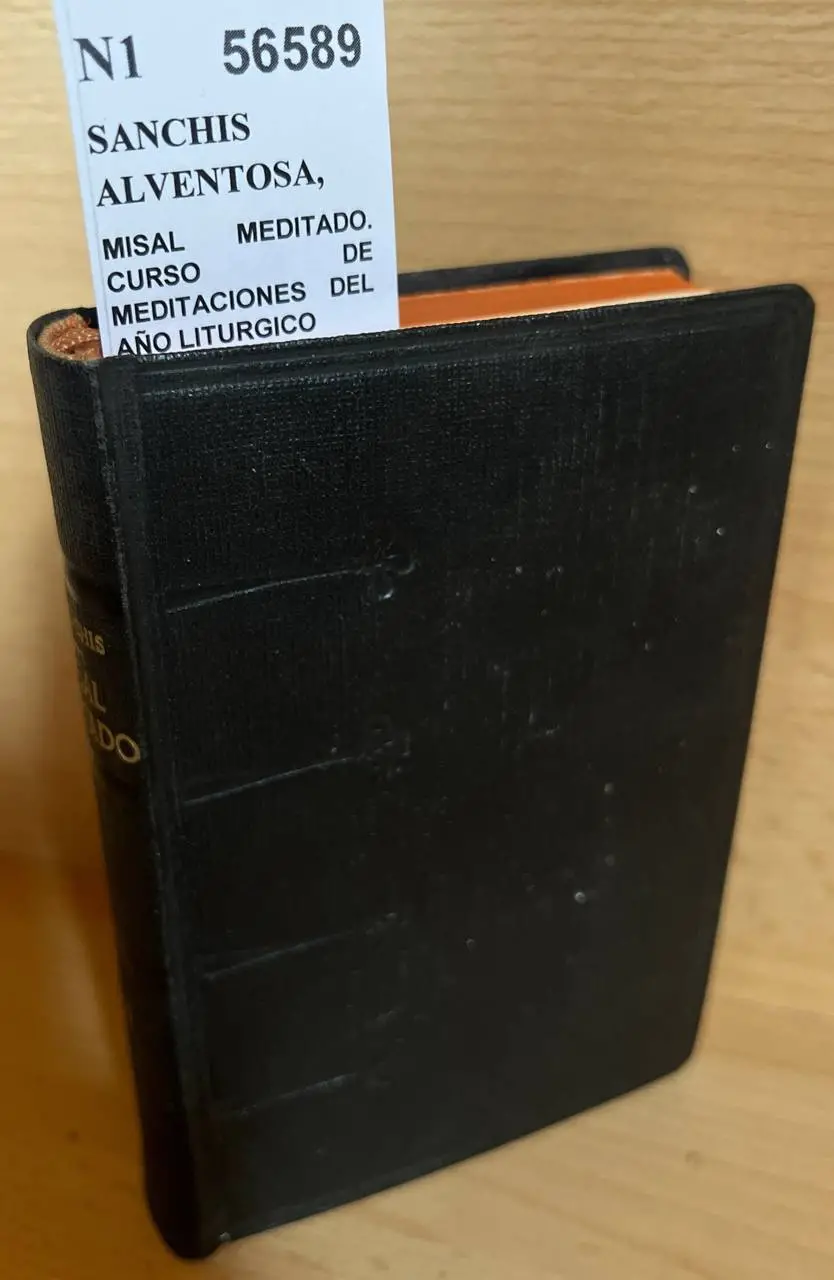 N1 56589
SANCHIS
ALVENTOSA,
MISAL MEDITADO.
CURSO DE
MEDITACIONES DEL
AÑO LITURGICO